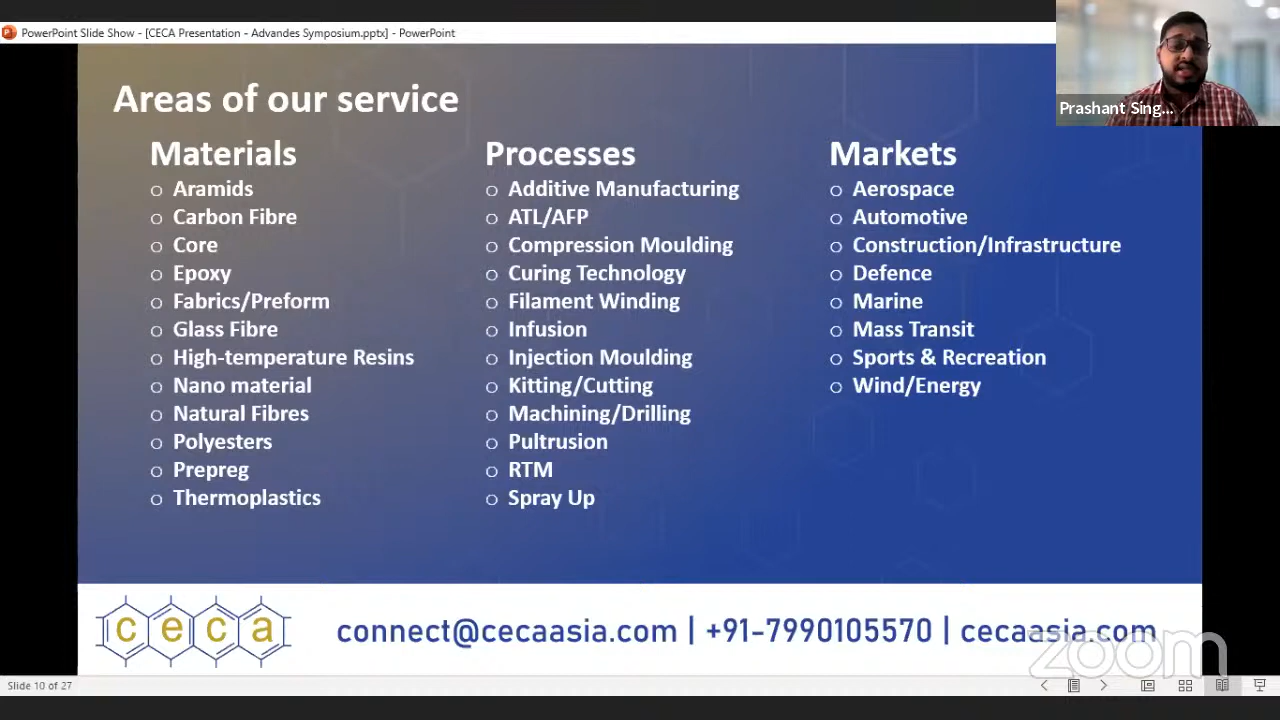 PowerPoint Slide Show - [CECA Presentation - Advandes Symposium.pptx] - PowerPoint
Prashant Sing...
Areas of our service
Materials
o Aramids
o Carbon Fibre
o Core
o Epoxy
o Fabrics/Preform
o Glass Fibre
o High-temperature Resins
o Nano material
o Natural Fibres
o Polyesters
o Prepreg
o Thermoplastics
Processes
o Additive Manufacturing
o ATL/AFP
o Compression Moulding
o Curing Technology
o Filament Winding
o Infusion
o Injection Moulding
o Kitting/Cutting
o Machining/Drilling
o Pultrusion
o RTM
o Spray Up
Markets
o Aerospace
o Automotive
o Construction/Infrastructure
o Defence
o Marine
o Mass Transit
o Sports & Recreation
o Wind/Energy
ceca
connect@cecaasia.com | +91-7990105570 | cecaasia.com
zoom
Slide 10 of 27